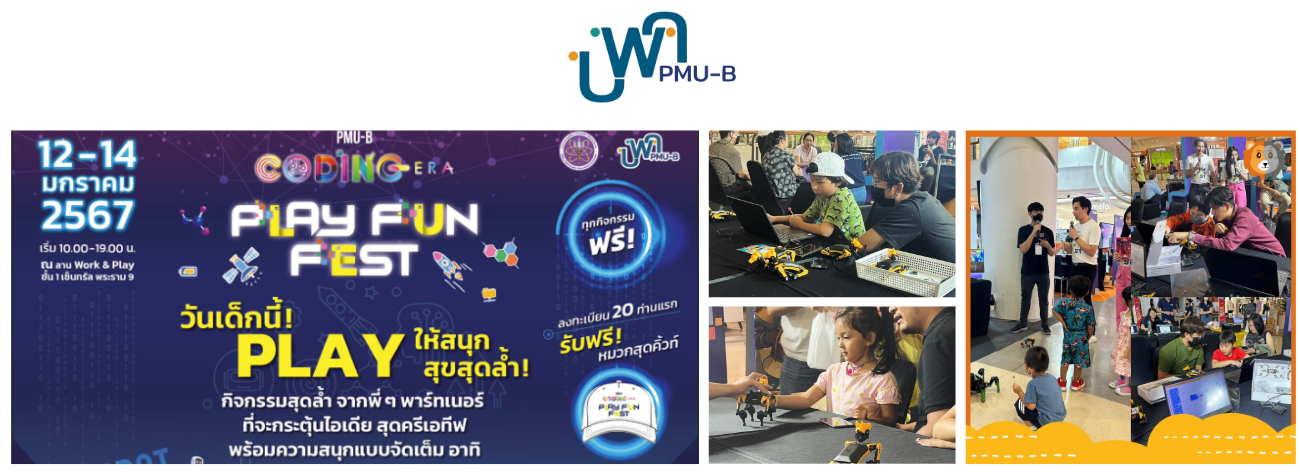 บพค
PMU-B
12-14
มกราคม
2567
เริ่ม 10.00-19.00 น.
ณ ลาน Work & Play
ชั้น 1 เซ็นทรัล พระราม 9
PMU-B
CODING ERA
PLAY FUN
FEST
บพค
PMU-B
ทุกกิจกรรม
ฟรี!
ลงทะเบียน 20 ท่านแรก
รับฟรี!
หมวกสุดคิ้วท์
PLAY FUN
FEST
วันเด็กนี้!
PLAY
ให้สนุก
สุขสุดล้ำ!
กิจกรรมสุดล้ำ จากพี่ ๆ พาร์ทเนอร์
ที่จะกระตุ้นไอเดีย สุดครีเอทีฟ
พร้อมความสนุกแบบจัดเต็ม อาทิ